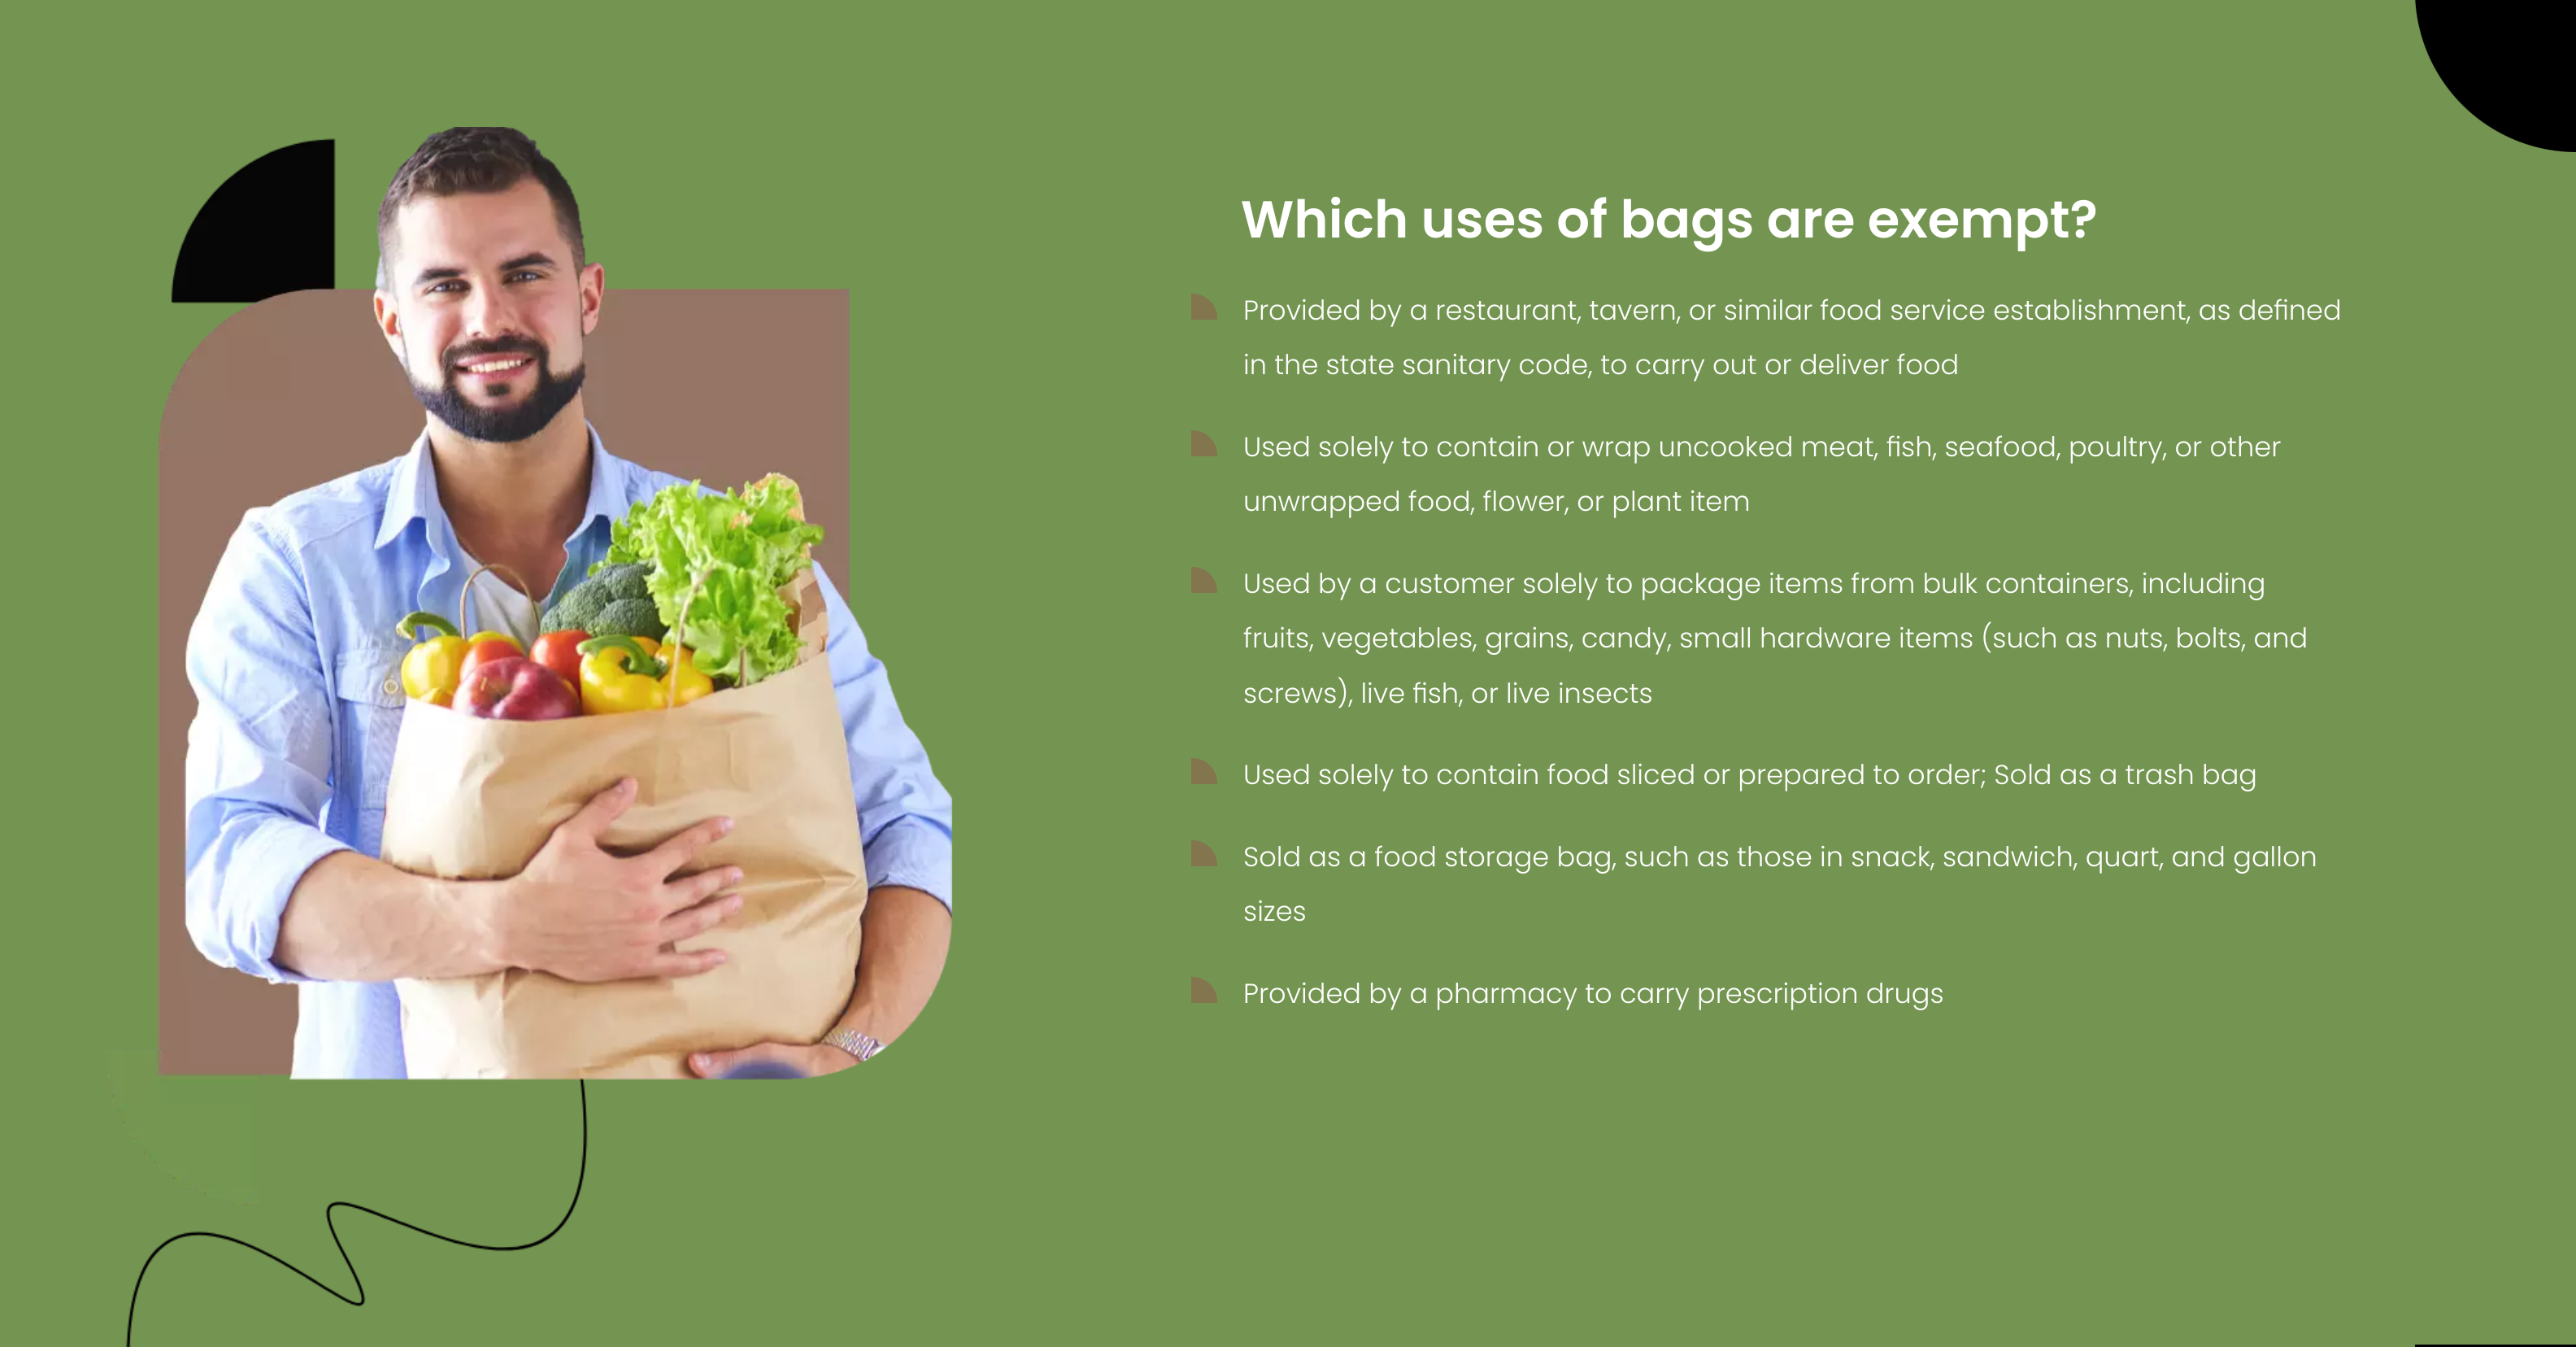 Which uses of bags are exempt?
Provided by a restaurant, tavern, or similar food service establishment, as defined
in the state sanitary code, to carry out or deliver food
Used solely to contain or wrap uncooked meat, fish, seafood, poultry, or other
unwrapped food, flower, or plant item
Used by a customer solely to package items from bulk containers, including
fruits, vegetables, grains, candy, small hardware items (such as nuts, bolts, and
screws), live fish, or live insects
Used solely to contain food sliced or prepared to order; Sold as a trash bag
Sold as a food storage bag, such as those in snack, sandwich, quart, and gallon
sizes
Provided by a pharmacy to carry prescription drugs